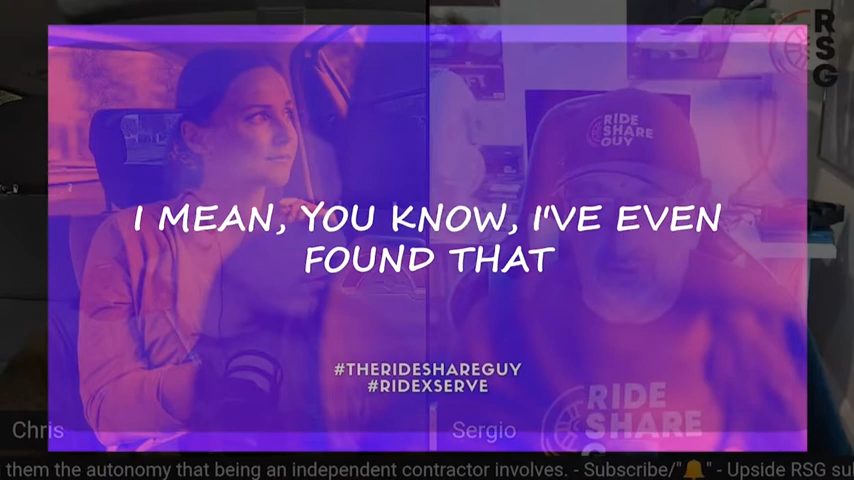 RSG
RIDE
SHARE
GUY
I MEAN, YOU KNOW, I'VE EVEN
FOUND THAT
#THERIDESHAREGUY
#RIDEXSERVE
RIDE
SHARE
Chris
Sergio
them the autonomy that being an independent contractor involves. - Subscribe/"🔔" - Upside RSG su